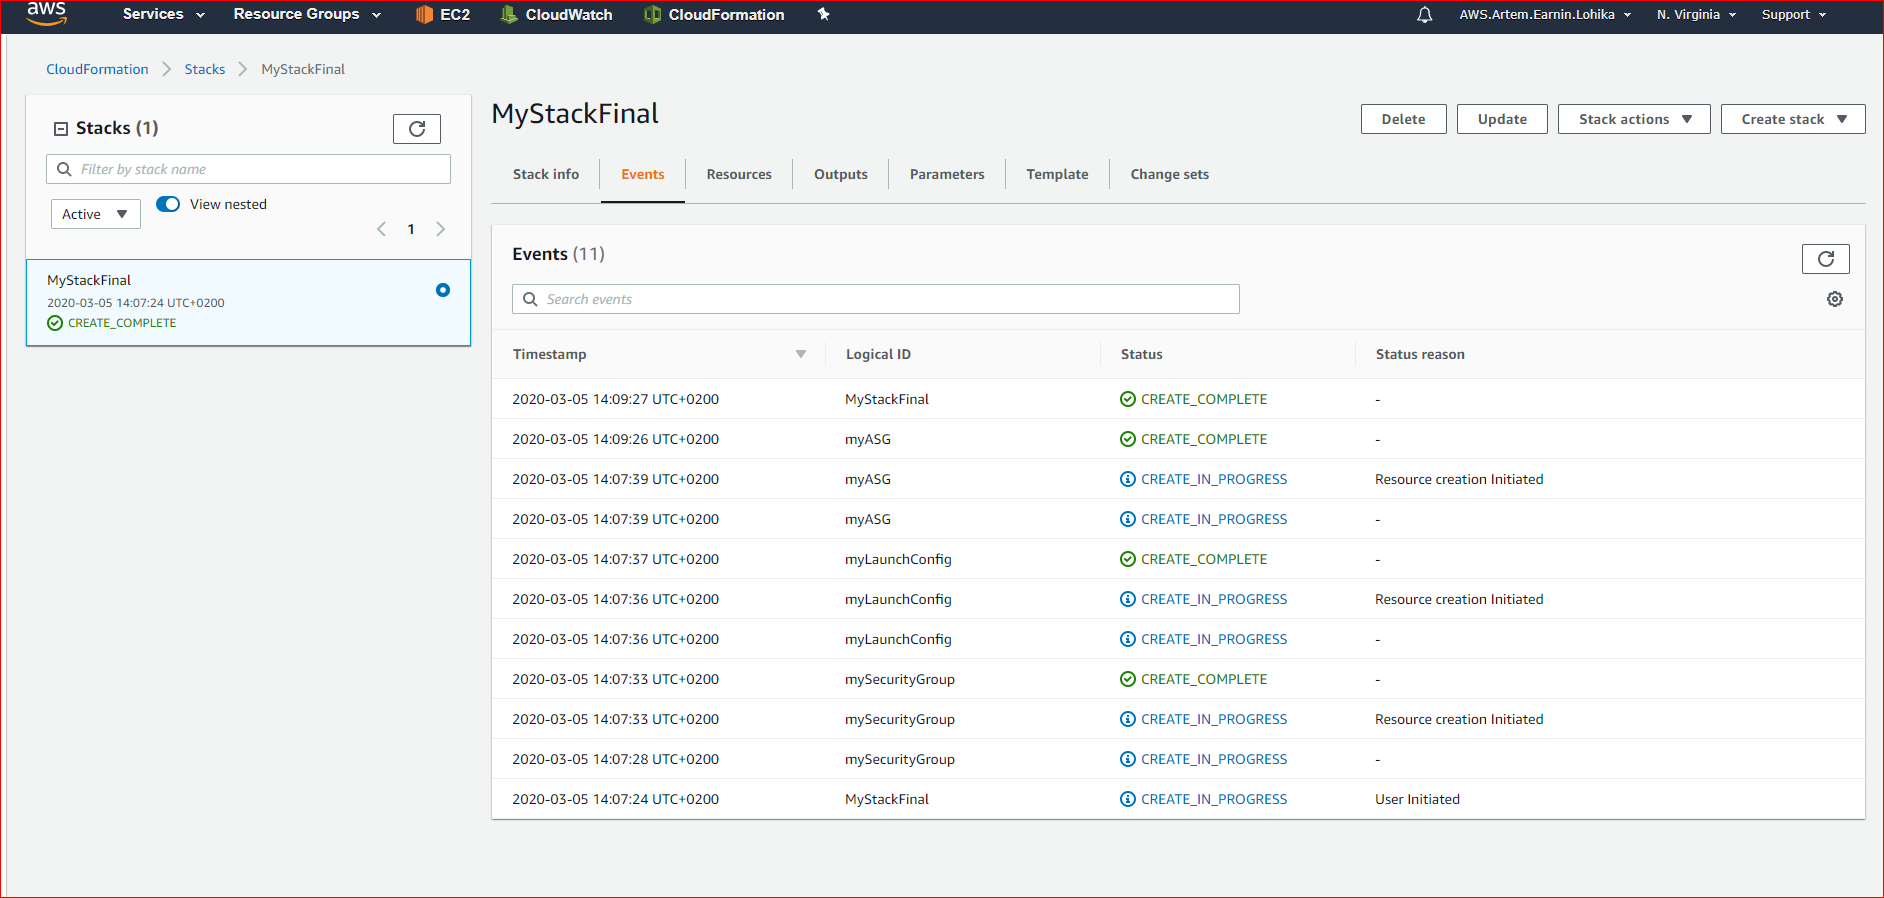 aws Services Resource Groups EC2 CloudWatch CloudFormation AWS.Artem.Earnin.Lohika N. Virginia Support
CloudFormation Stacks MyStackFinal
Stacks (1)
Filter by stack name
Active View nested
1
MyStackFinal
2020-03-05 14:07:24 UTC+0200
CREATE_COMPLETE
MyStackFinal
Delete Update Stack actions Create stack
Stack info Events Resources Outputs Parameters Template Change sets
Events (11)
Search events
Timestamp Logical ID Status Status reason
2020-03-05 14:09:27 UTC+0200 MyStackFinal CREATE_COMPLETE -
2020-03-05 14:09:26 UTC+0200 myASG CREATE_COMPLETE -
2020-03-05 14:07:39 UTC+0200 myASG CREATE_IN_PROGRESS Resource creation Initiated
2020-03-05 14:07:39 UTC+0200 myASG CREATE_IN_PROGRESS -
2020-03-05 14:07:37 UTC+0200 myLaunchConfig CREATE_COMPLETE -
2020-03-05 14:07:36 UTC+0200 myLaunchConfig CREATE_IN_PROGRESS Resource creation Initiated
2020-03-05 14:07:36 UTC+0200 myLaunchConfig CREATE_IN_PROGRESS -
2020-03-05 14:07:33 UTC+0200 mySecurityGroup CREATE_COMPLETE -
2020-03-05 14:07:33 UTC+0200 mySecurityGroup CREATE_IN_PROGRESS Resource creation Initiated
2020-03-05 14:07:28 UTC+0200 mySecurityGroup CREATE_IN_PROGRESS -
2020-03-05 14:07:24 UTC+0200 MyStackFinal CREATE_IN_PROGRESS User Initiated